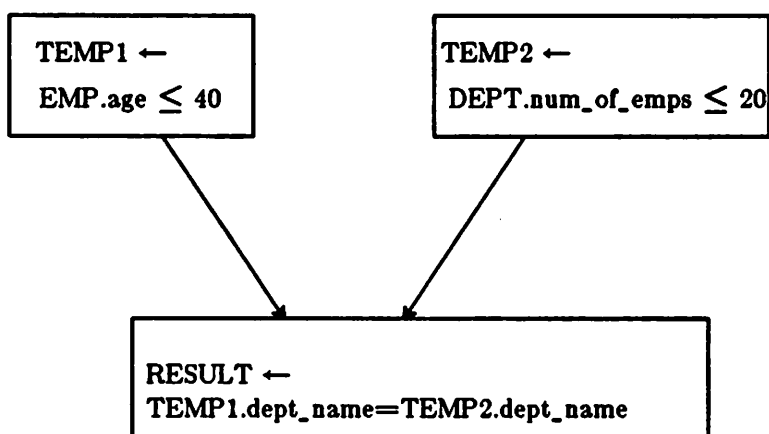 TEMP1 ←
EMP.age ≤ 40
TEMP2 ←
DEPT.num_of_emps ≤ 20
RESULT ←
TEMP1.dept_name=TEMP2.dept_name